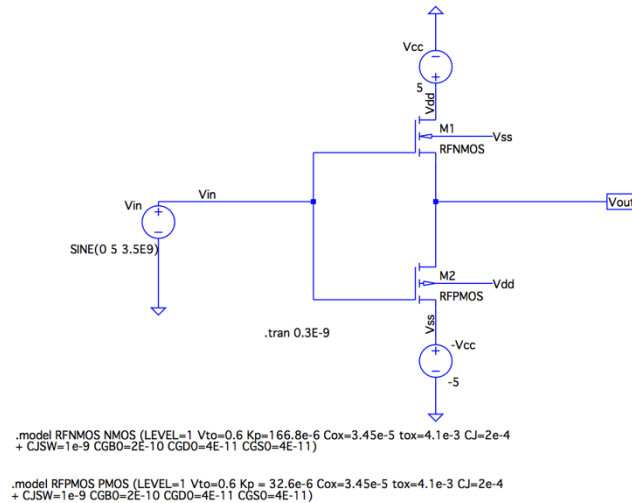 Vcc
5
Vdd
M1
Vss
RFNMOS
Vin
Vin
Vout
SINE(0 5 3.5E9)
M2
Vdd
RFPMOS
.tran 0.3E-9
Vss
-Vcc
-5
.model RFNMOS NMOS (LEVEL=1 Vto=0.6 Kp=166.8e-6 Cox=3.45e-5 tox=4.1e-3 CJ=2e-4
+ CJSW=1e-9 CGB0=2E-10 CGD0=4E-11 CGS0=4E-11)
.model RFPMOS PMOS (LEVEL=1 Vto=0.6 Kp = 32.6e-6 Cox=3.45e-5 tox=4.1e-3 CJ=2e-4
+ CJSW=1e-9 CGB0=2E-10 CGD0=4E-11 CGS0=4E-11)